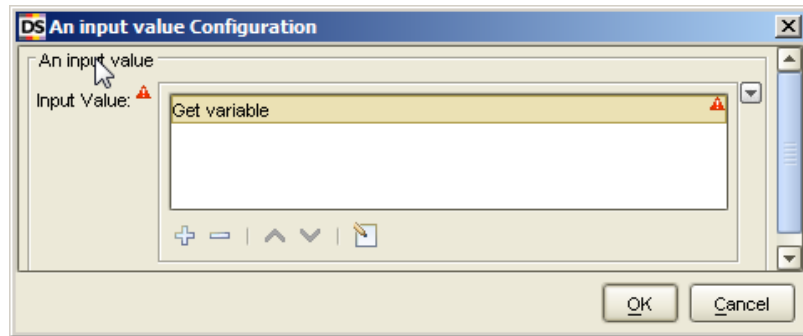 DS An input value Configuration
An input value
Input Value:
Get variable
OK
Cancel